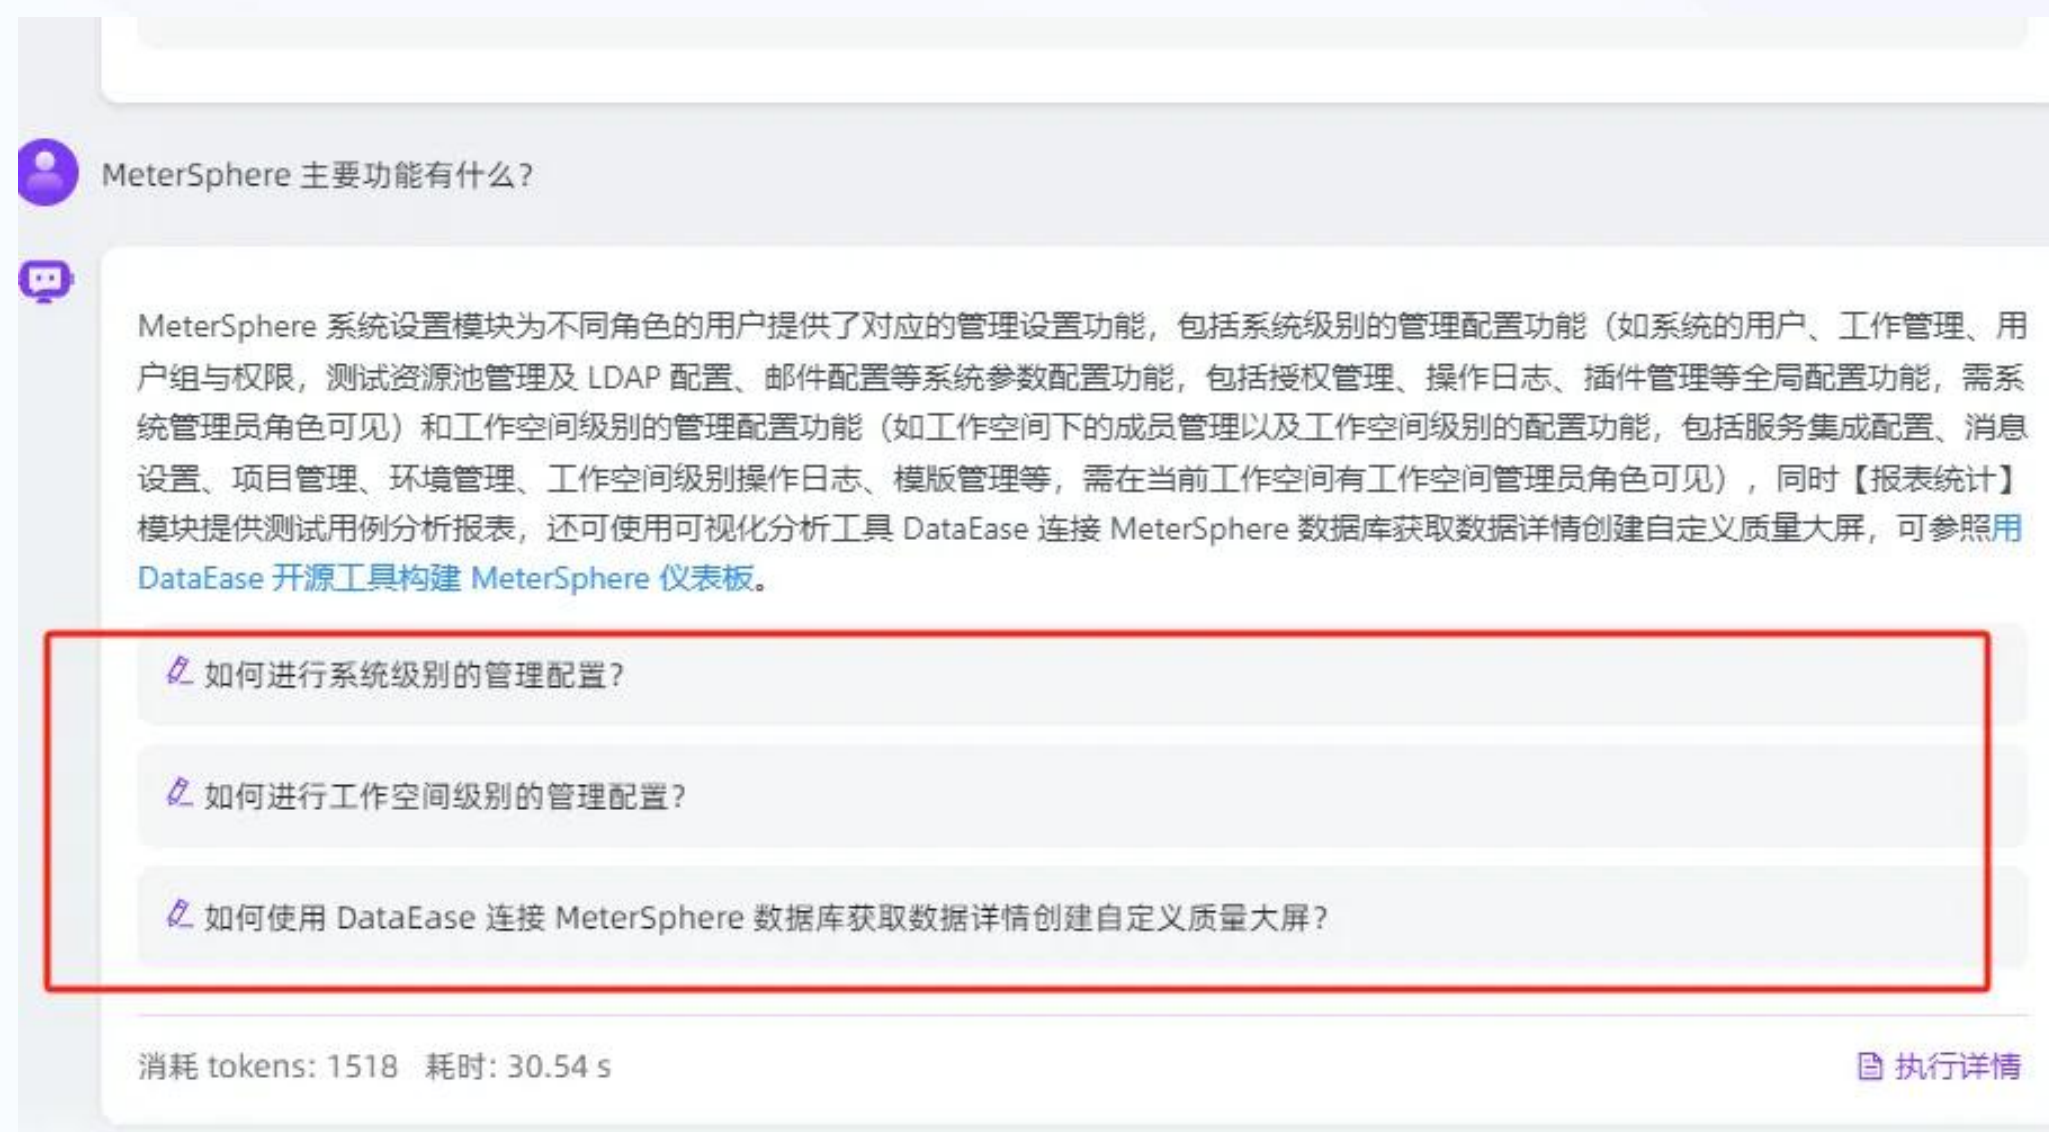 MeterSphere 主要功能有什么?
MeterSphere 系统设置模块为不同角色的用户提供了对应的管理设置功能，包括系统级别的管理配置功能（如系统的用户、工作管理、用
户组与权限，测试资源池管理及 LDAP 配置、邮件配置等系统参数配置功能，包括授权管理、操作日志、插件管理等全局配置功能，需系
统管理员角色可见）和工作空间级别的管理配置功能（如工作空间下的成员管理以及工作空间级别的配置功能，包括服务集成配置、消息
设置、项目管理、环境管理、工作空间级别操作日志、模版管理等，需在当前工作空间有工作空间管理员角色可见），同时【报表统计】
模块提供测试用例分析报表，还可使用可视化分析工具 DataEase 连接 MeterSphere 数据库获取数据详情创建自定义质量大屏，可参照用
DataEase 开源工具构建 MeterSphere 仪表板。
如何进行系统级别的管理配置?
如何进行工作空间级别的管理配置?
如何使用 DataEase 连接 MeterSphere 数据库获取数据详情创建自定义质量大屏?
消耗 tokens: 1518 耗时: 30.54 s 执行详情